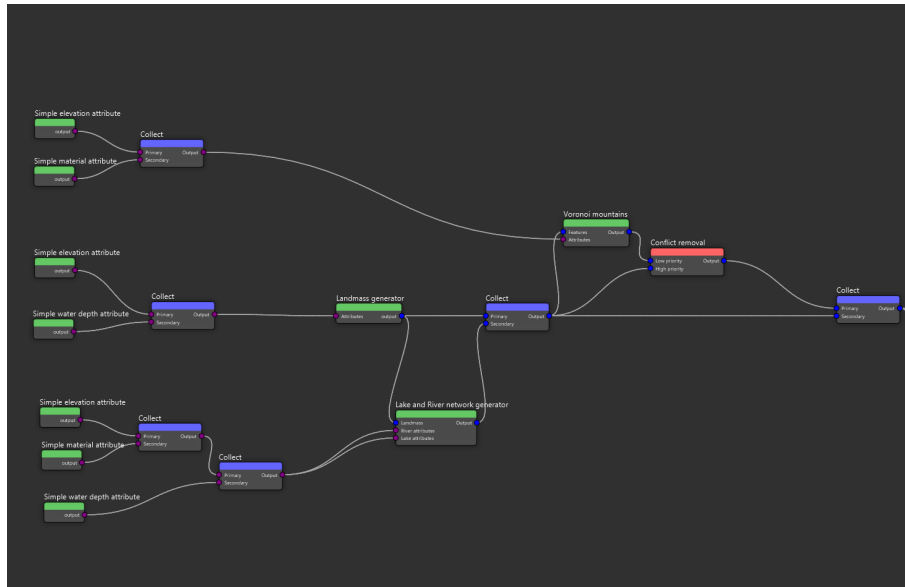 Simple elevation attribute
output
Collect
Primary Output
Secondary
Simple material attribute
output
Voronoi mountains
Features Output
Attributes
Conflict removal
Low priority Output
High priority
Simple elevation attribute
output
Collect
Primary Output
Secondary
Simple water depth attribute
output
Landmass generator
Attributes output
Collect
Primary Output
Secondary
Collect
Primary Output
Secondary
Lake and River network generator
Landmass Output
River attributes
Lake attributes
Simple elevation attribute
output
Collect
Primary Output
Secondary
Simple material attribute
output
Collect
Primary Output
Secondary
Simple water depth attribute
output